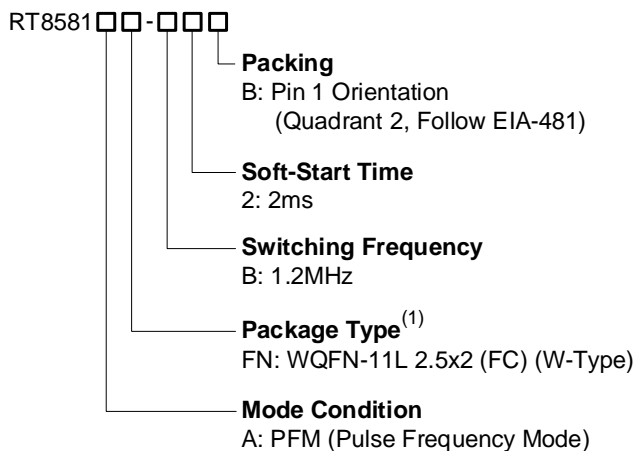 RT8581□□-□□□
Packing
B: Pin 1 Orientation
(Quadrant 2, Follow EIA-481)
Soft-Start Time
2: 2ms
Switching Frequency
B: 1.2MHz
Package Type(1)
FN: WQFN-11L 2.5x2 (FC) (W-Type)
Mode Condition
A: PFM (Pulse Frequency Mode)